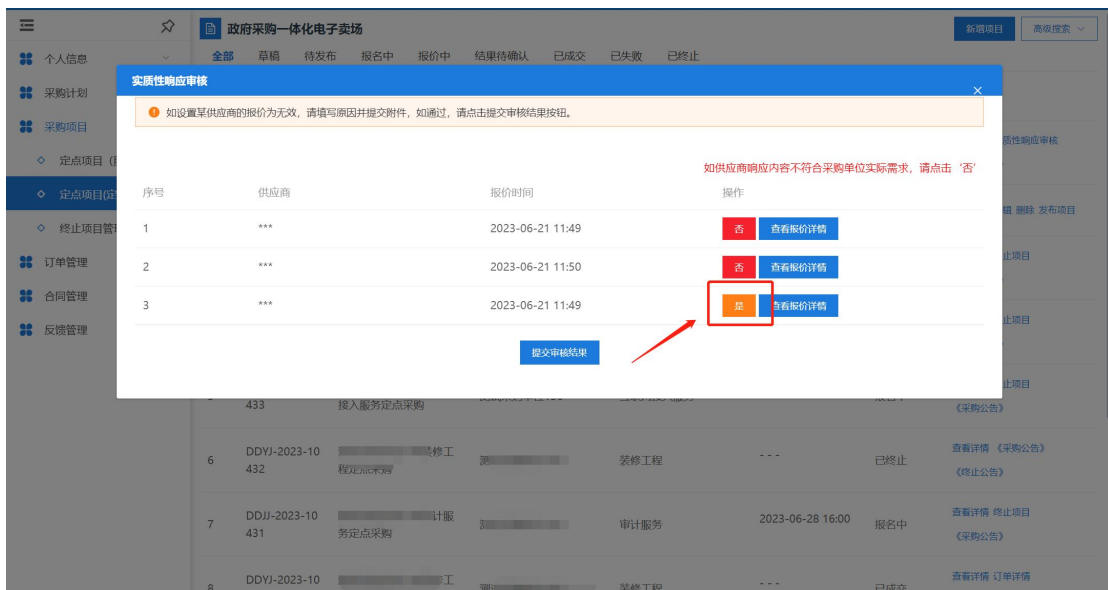 政府采购一体化电子卖场
新增项目
高级搜索
全部 草稿 待发布 报名中 报价中 结果待确认 已成交 已失败 已终止
个人信息
采购计划
采购项目
定点项目
定点项目(定
终止项目管
订单管理
合同管理
反馈管理
实质性响应审核
如设置某供应商的报价为无效，请填写原因并提交附件，如通过，请点击提交审核结果按钮。
如供应商响应内容不符合采购单位实际需求，请点击‘否’
序号 供应商 报价时间 操作
1 *** 2023-06-21 11:49 否 查看报价详情
2 *** 2023-06-21 11:50 否 查看报价详情
3 *** 2023-06-21 11:49 是 查看报价详情
提交审核结果
质性响应审核
辑 删除 发布项目
止项目
止项目
止项目
433 接入服务定点采购 《采购公告》
6 DDYJ-2023-10 修工 装修工程 - - - 已终止 查看详情 《采购公告》
432 程定点采购 《终止公告》
7 DDJJ-2023-10 计服 审计服务 2023-06-28 16:00 报名中 查看详情 终止项目
431 务定点采购 《采购公告》
8 DDYJ-2023-10 工 装修工程 - - - 已成交 查看详情 订单详情